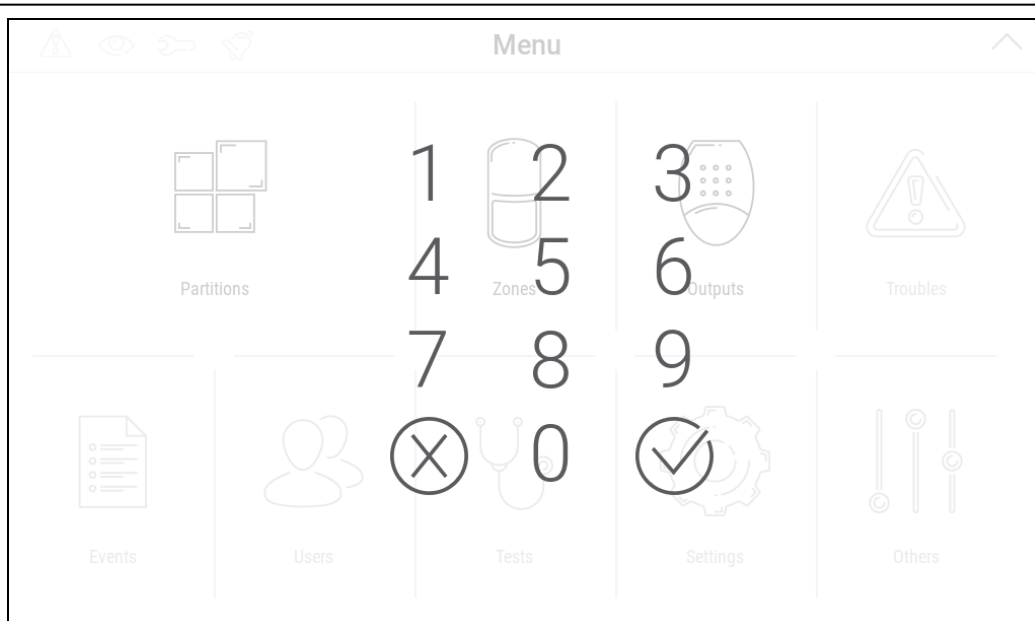 Menu
1 2 3
Partitions Zones Outputs Troubles
4 5 6
7 8 9
0
Events Users Tests Settings Others